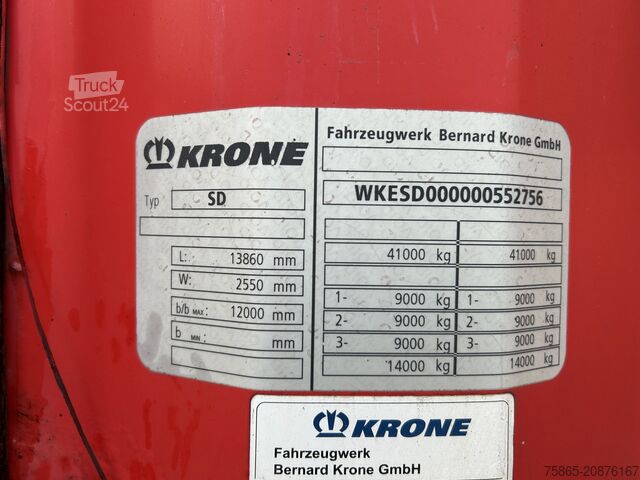 Truck
Scout24
KRONE
Typ SD
L: 13860 mm
W: 2550 mm
b/b MAX: 12000 mm
b MIN: mm
Fahrzeugwerk Bernard Krone GmbH
WKESD000000552756
41000 kg 41000 kg
1- 9000 kg 1- 9000 kg
2- 9000 kg 2- 9000 kg
3- 9000 kg 3- 9000 kg
14000 kg 14000 kg
KRONE
Fahrzeugwerk
Bernard Krone GmbH
75865-20876167